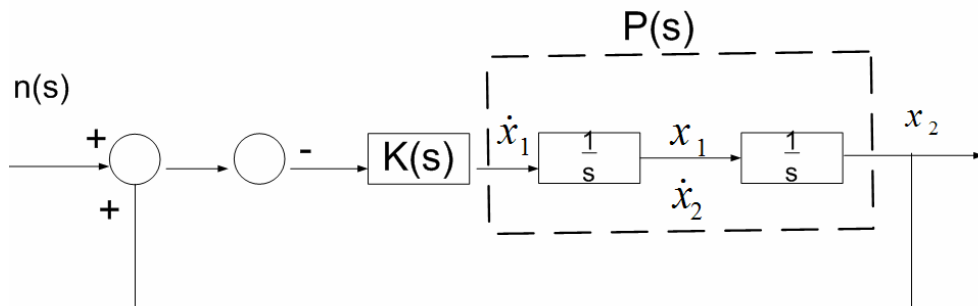 P(s)
n(s)
+
-
K(s)
ẋ₁
1
s
x₁
ẋ₂
1
s
x₂
+